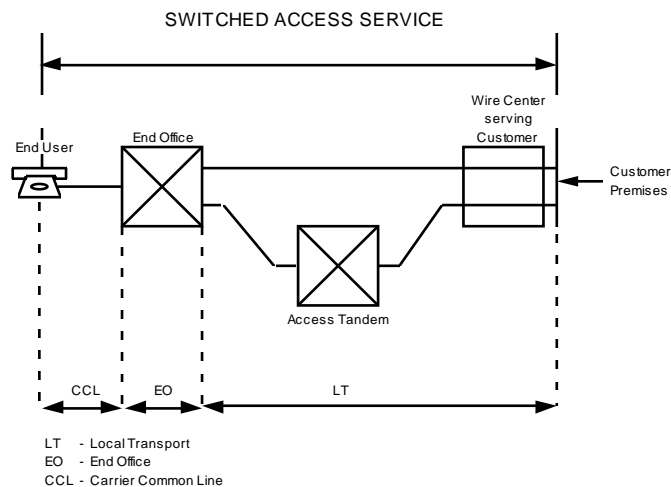 SWITCHED ACCESS SERVICE
Wire Center
serving
Customer
End User
End Office
Customer
Premises
Access Tandem
CCL
EO
LT
LT - Local Transport
EO - End Office
CCL - Carrier Common Line